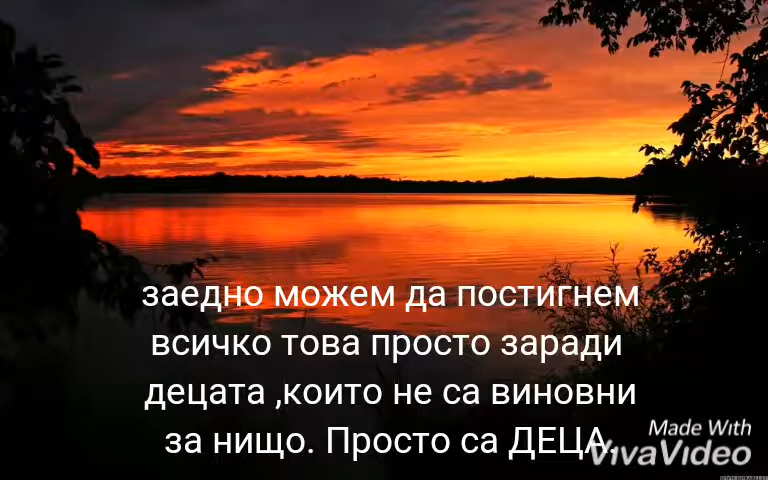 заедно можем да постигнем
всичко това просто заради
децата ,които не са виновни
за нищо. Просто са ДЕЦА.
Made With
VivaVideo